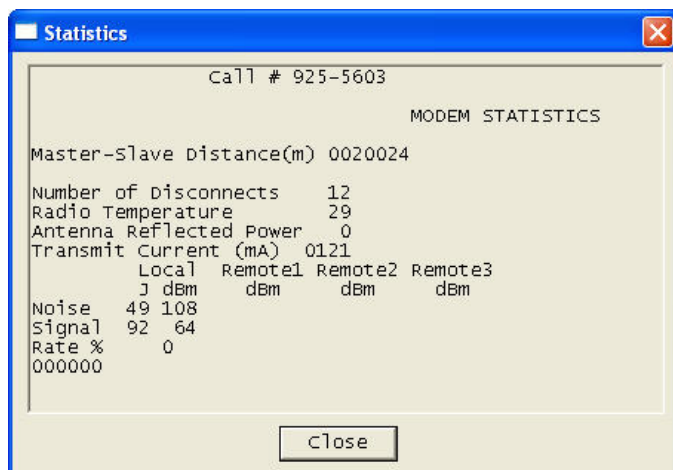 Statistics
Call # 925-5603
MODEM STATISTICS
Master-Slave Distance(m) 0020024
Number of Disconnects 12
Radio Temperature 29
Antenna Reflected Power 0
Transmit Current (mA) 0121
Local Remote1 Remote2 Remote3
J dBm dBm dBm dBm
Noise 49 108
Signal 92 64
Rate % 0
000000
Close